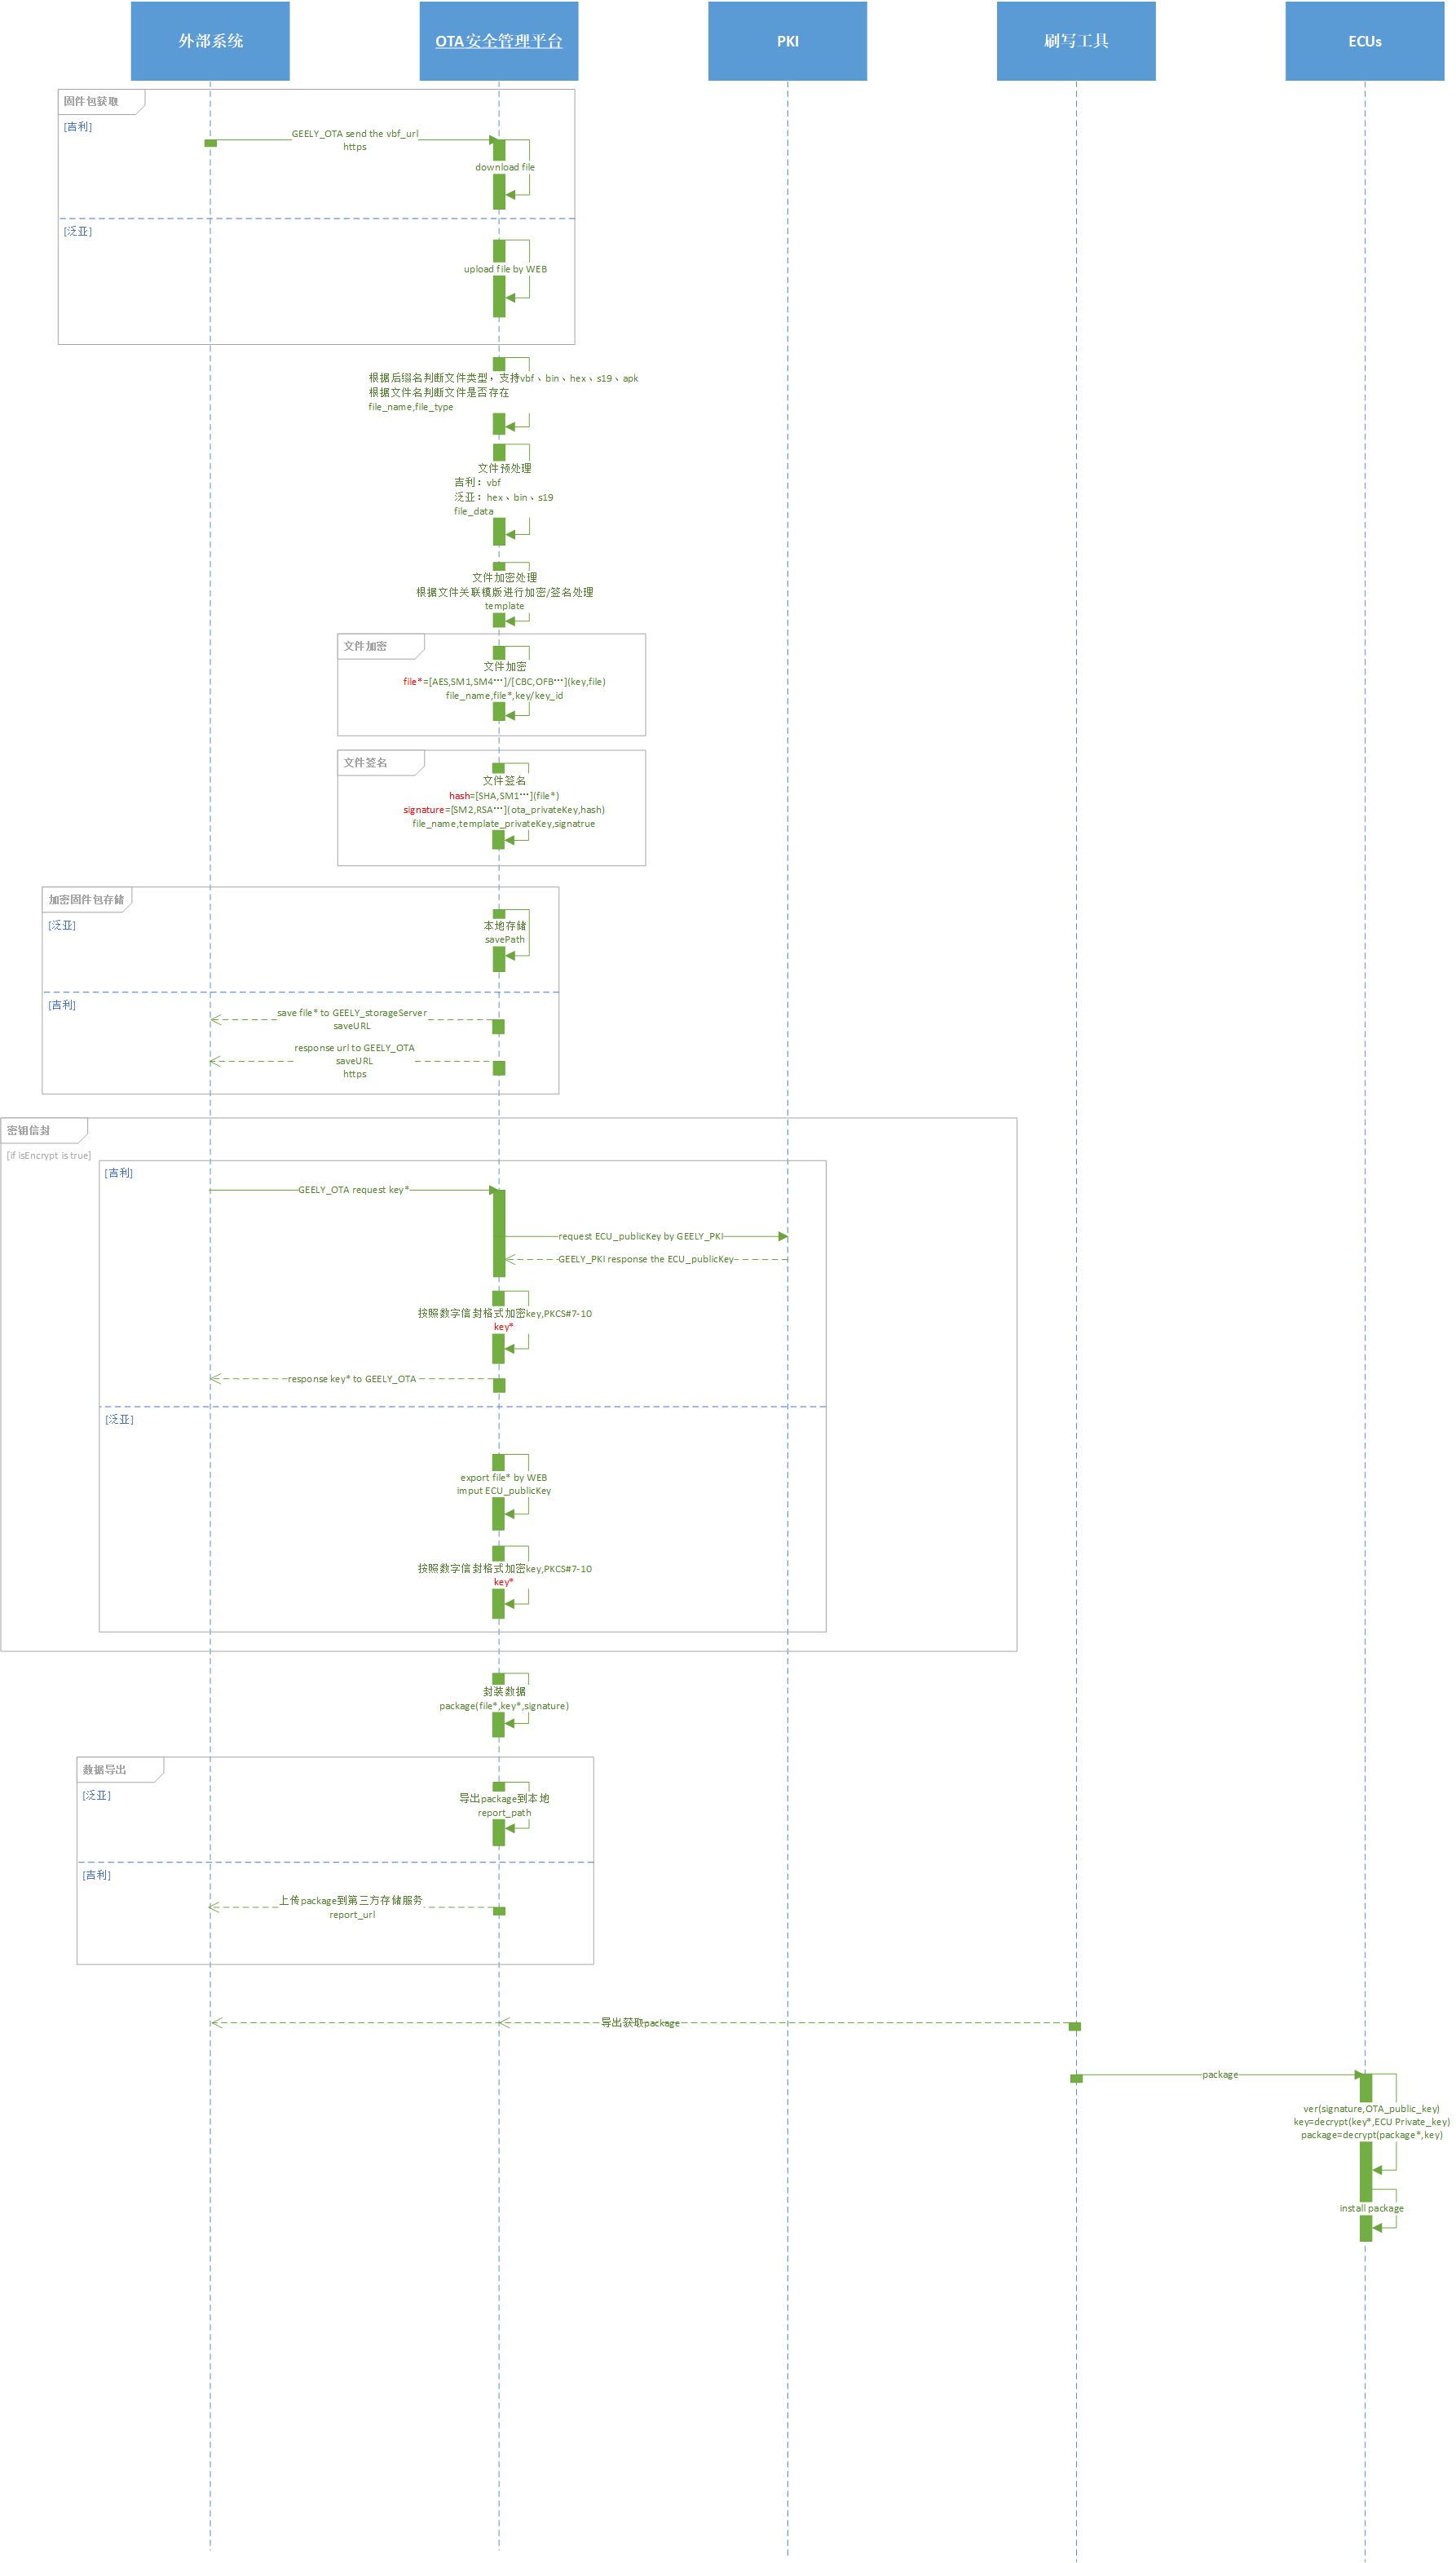 外部系统
OTA安全管理平台
PKI
刷写工具
ECUs
固件包获取
[吉利]
GEELY_OTA send the vbf_url
https
download file
[泛亚]
upload file by WEB
根据后缀名判断文件类型，支持vbf、bin、hex、s19、apk
根据文件名判断文件是否存在
file_name,file_type
文件预处理
吉利：vbf
泛亚：hex、bin、s19
file_data
文件加密处理
根据文件关联模版进行加密/签名处理
template
文件加密
文件加密
file*=[AES,SM1,SM4…]/[CBC,OFB…](key,file)
file_name,file*,key/key_id
文件签名
文件签名
hash=[SHA,SM1…](file*)
signature=[SM2,RSA…](ota_privateKey,hash)
file_name,template_privateKey,signatrue
加密固件包存储
[泛亚]
本地存储
savePath
[吉利]
save file* to GEELY_storageServer
saveURL
response url to GEELY_OTA
saveURL
https
密钥信封
[if isEncrypt is true]
[吉利]
GEELY_OTA request key*
request ECU_publicKey by GEELY_PKI
GEELY_PKI response the ECU_publicKey
按照数字信封格式加密key,PKCS#7-10
key*
response key* to GEELY_OTA
[泛亚]
export file* by WEB
imput ECU_publicKey
按照数字信封格式加密key,PKCS#7-10
key*
封装数据
package(file*,key*,signature)
数据导出
[泛亚]
导出package到本地
report_path
[吉利]
上传package到第三方存储服务
report_url
导出获取package
package
ver(signature,OTA_public_key)
key=decrypt(key*,ECU Private_key)
package=decrypt(package*,key)
install package